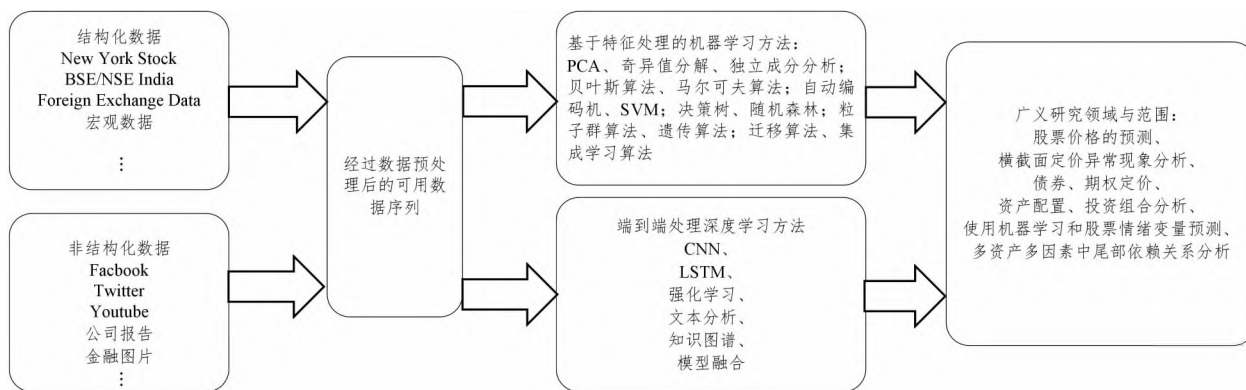 结构化数据
New York Stock
BSE/NSE India
Foreign Exchange Data
宏观数据
⋮
非结构化数据
Facbook
Twitter
Youtube
公司报告
金融图片
⋮
经过数据预处
理后的可用数
据序列
基于特征处理的机器学习方法：
PCA、奇异值分解、独立成分分析；
贝叶斯算法、马尔可夫算法；自动编
码机、SVM；决策树、随机森林；粒
子群算法、遗传算法；迁移算法、集
成学习算法
端到端处理深度学习方法
CNN、
LSTM、
强化学习、
文本分析、
知识图谱、
模型融合
广义研究领域与范围：
股票价格的预测、
横截面定价异常现象分析、
债券、期权定价、
资产配置、投资组合分析、
使用机器学习和股票情绪变量预测、
多资产多因素中尾部依赖关系分析